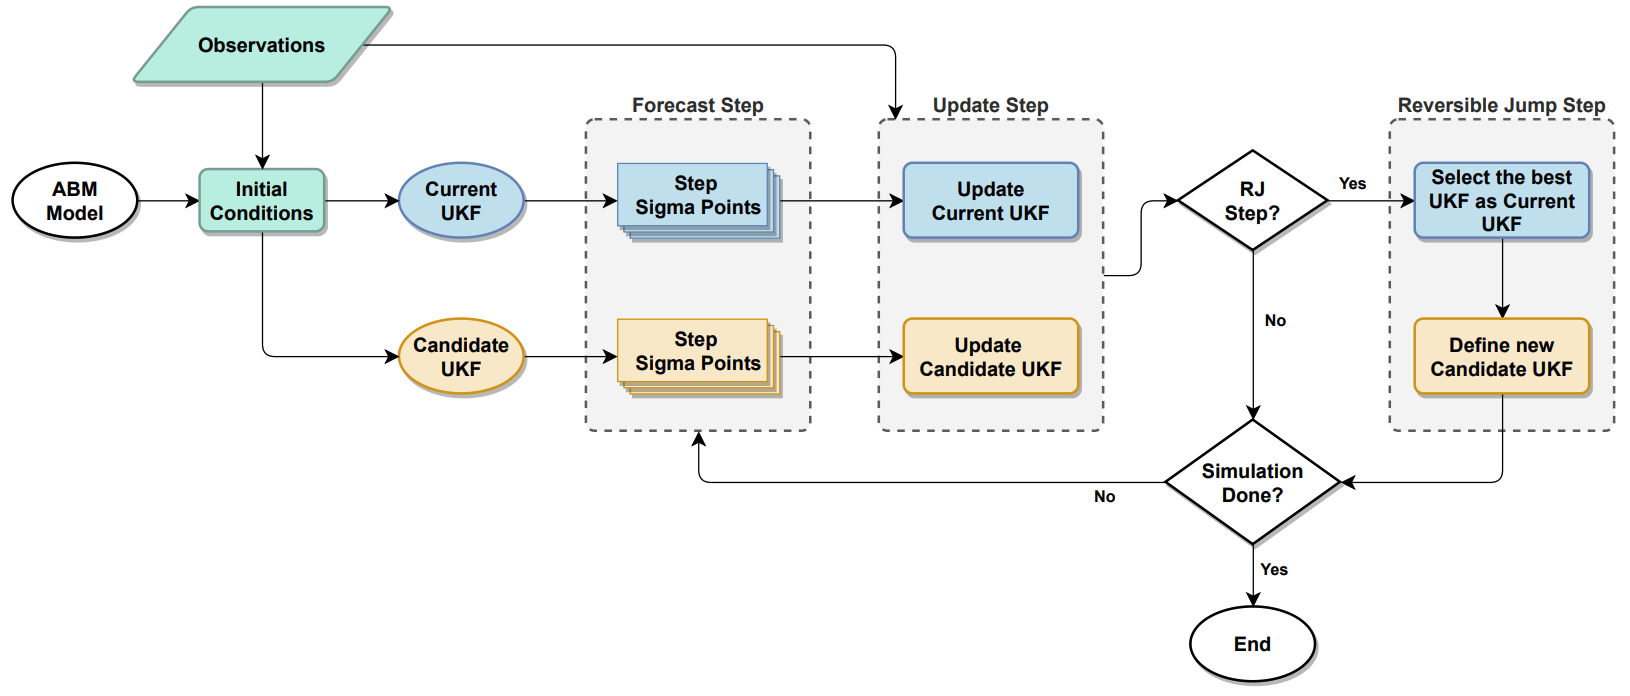 Observations
Forecast Step
Update Step
Reversible Jump Step
ABM
Model
Initial
Conditions
Current
UKF
Step
Sigma Points
Update
Current UKF
RJ
Step?
Yes
Select the best
UKF as Current
UKF
No
Candidate
UKF
Step
Sigma Points
Update
Candidate UKF
Define new
Candidate UKF
Simulation
Done?
No
Yes
End